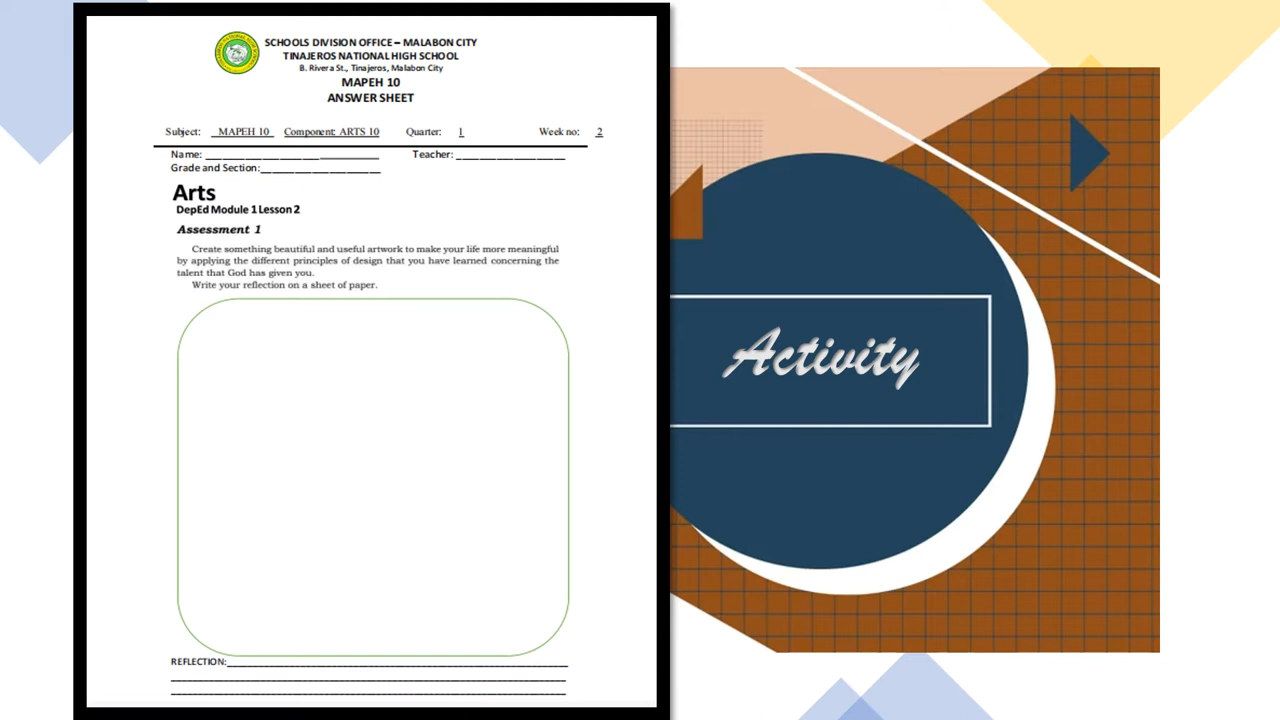 SCHOOLS DIVISION OFFICE – MALABON CITY
TINAJEROS NATIONAL HIGH SCHOOL
B. Rivera St., Tinajeros, Malabon City
MAPEH 10
ANSWER SHEET
Subject: MAPEH 10 Component: ARTS 10 Quarter: 1 Week no: 2
Name: ____________________ Teacher: ____________________
Grade and Section:____________________
Arts
DepEd Module 1 Lesson 2
Assessment 1
Create something beautiful and useful artwork to make your life more meaningful
by applying the different principles of design that you have learned concerning the
talent that God has given you.
Write your reflection on a sheet of paper.
REFLECTION:____________________
Activity